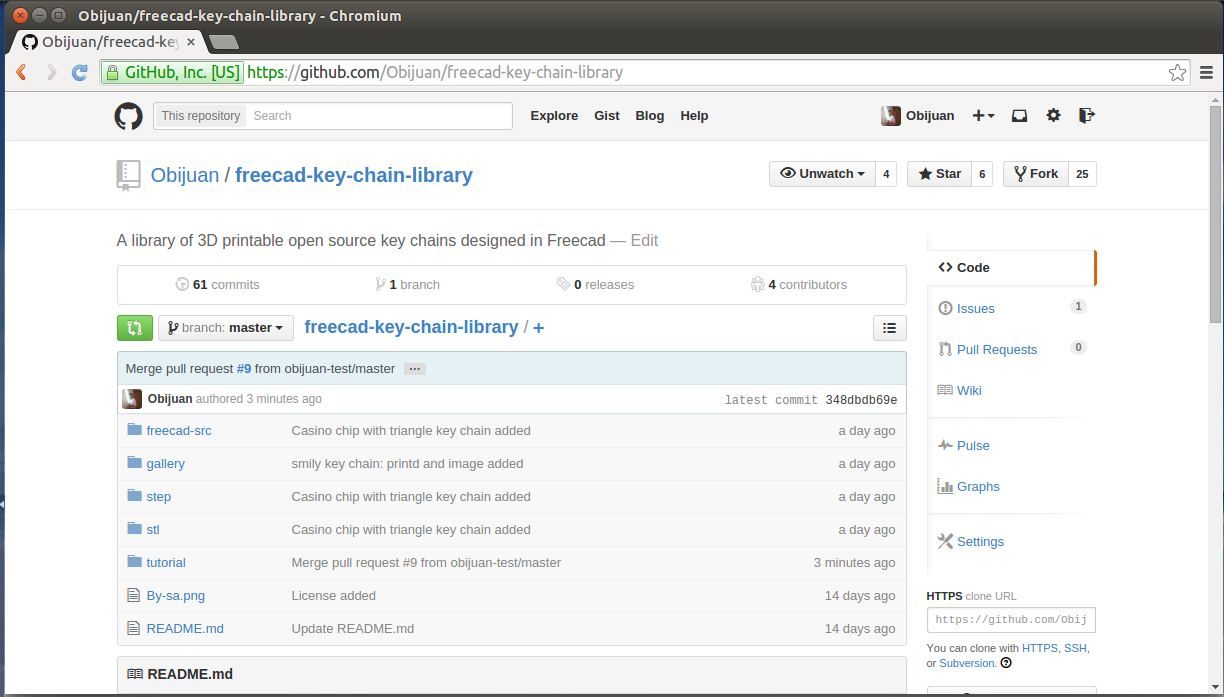 Obijuan/freecad-key-chain-library - Chromium
Obijuan/freecad-key
GitHub, Inc. [US] https://github.com/Obijuan/freecad-key-chain-library
This repository Search Explore Gist Blog Help Obijuan
Obijuan / freecad-key-chain-library Unwatch 4 Star 6 Fork 25
A library of 3D printable open source key chains designed in Freecad — Edit
61 commits 1 branch 0 releases 4 contributors
branch: master freecad-key-chain-library / +
Merge pull request #9 from obijuan-test/master ...
Obijuan authored 3 minutes ago latest commit 348dbdb69e
freecad-src Casino chip with triangle key chain added a day ago
gallery smily key chain: printd and image added a day ago
step Casino chip with triangle key chain added a day ago
stl Casino chip with triangle key chain added a day ago
tutorial Merge pull request #9 from obijuan-test/master 3 minutes ago
By-sa.png License added 14 days ago
README.md Update README.md 14 days ago
README.md
Code
Issues 1
Pull Requests 0
Wiki
Pulse
Graphs
Settings
HTTPS clone URL
https://github.com/Obij
You can clone with HTTPS, SSH,
or Subversion.